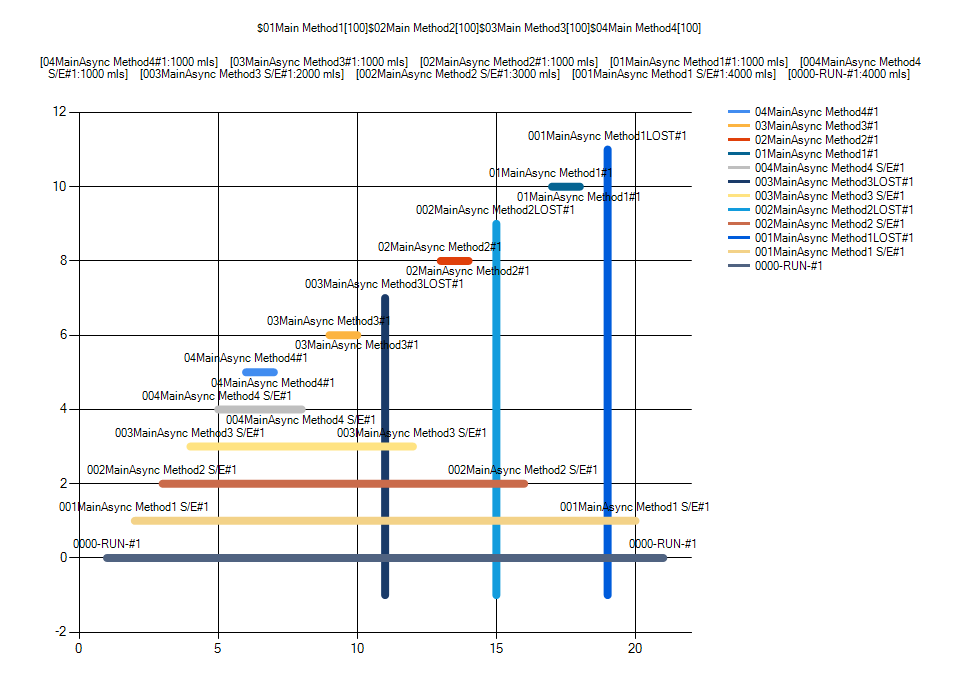 $01Main Method1[100]$02Main Method2[100]$03Main Method3[100]$04Main Method4[100]
[04MainAsync Method4#1:1000 mls] [03MainAsync Method3#1:1000 mls] [02MainAsync Method2#1:1000 mls] [01MainAsync Method1#1:1000 mls] [004MainAsync Method4
S/E#1:1000 mls] [003MainAsync Method3 S/E#1:2000 mls] [002MainAsync Method2 S/E#1:3000 mls] [001MainAsync Method1 S/E#1:4000 mls] [0000-RUN-#1:4000 mls]
12
001MainAsync Method1LOST#1
01MainAsync Method1#1
10
01MainAsync Method1#1
002MainAsync Method2LOST#1
02MainAsync Method2#1
8
02MainAsync Method2#1
003MainAsync Method3LOST#1
03MainAsync Method3#1
6
03MainAsync Method3#1
04MainAsync Method4#1
04MainAsync Method4#1
004MainAsync Method4 S/E#1
4
004MainAsync Method4 S/E#1
003MainAsync Method3 S/E#1
003MainAsync Method3 S/E#1
002MainAsync Method2 S/E#1
002MainAsync Method2 S/E#1
2
001MainAsync Method1 S/E#1
001MainAsync Method1 S/E#1
0000-RUN-#1
0000-RUN-#1
0
-2
0 5 10 15 20
04MainAsync Method4#1
03MainAsync Method3#1
02MainAsync Method2#1
01MainAsync Method1#1
004MainAsync Method4 S/E#1
003MainAsync Method3LOST#1
003MainAsync Method3 S/E#1
002MainAsync Method2LOST#1
002MainAsync Method2 S/E#1
001MainAsync Method1LOST#1
001MainAsync Method1 S/E#1
0000-RUN-#1